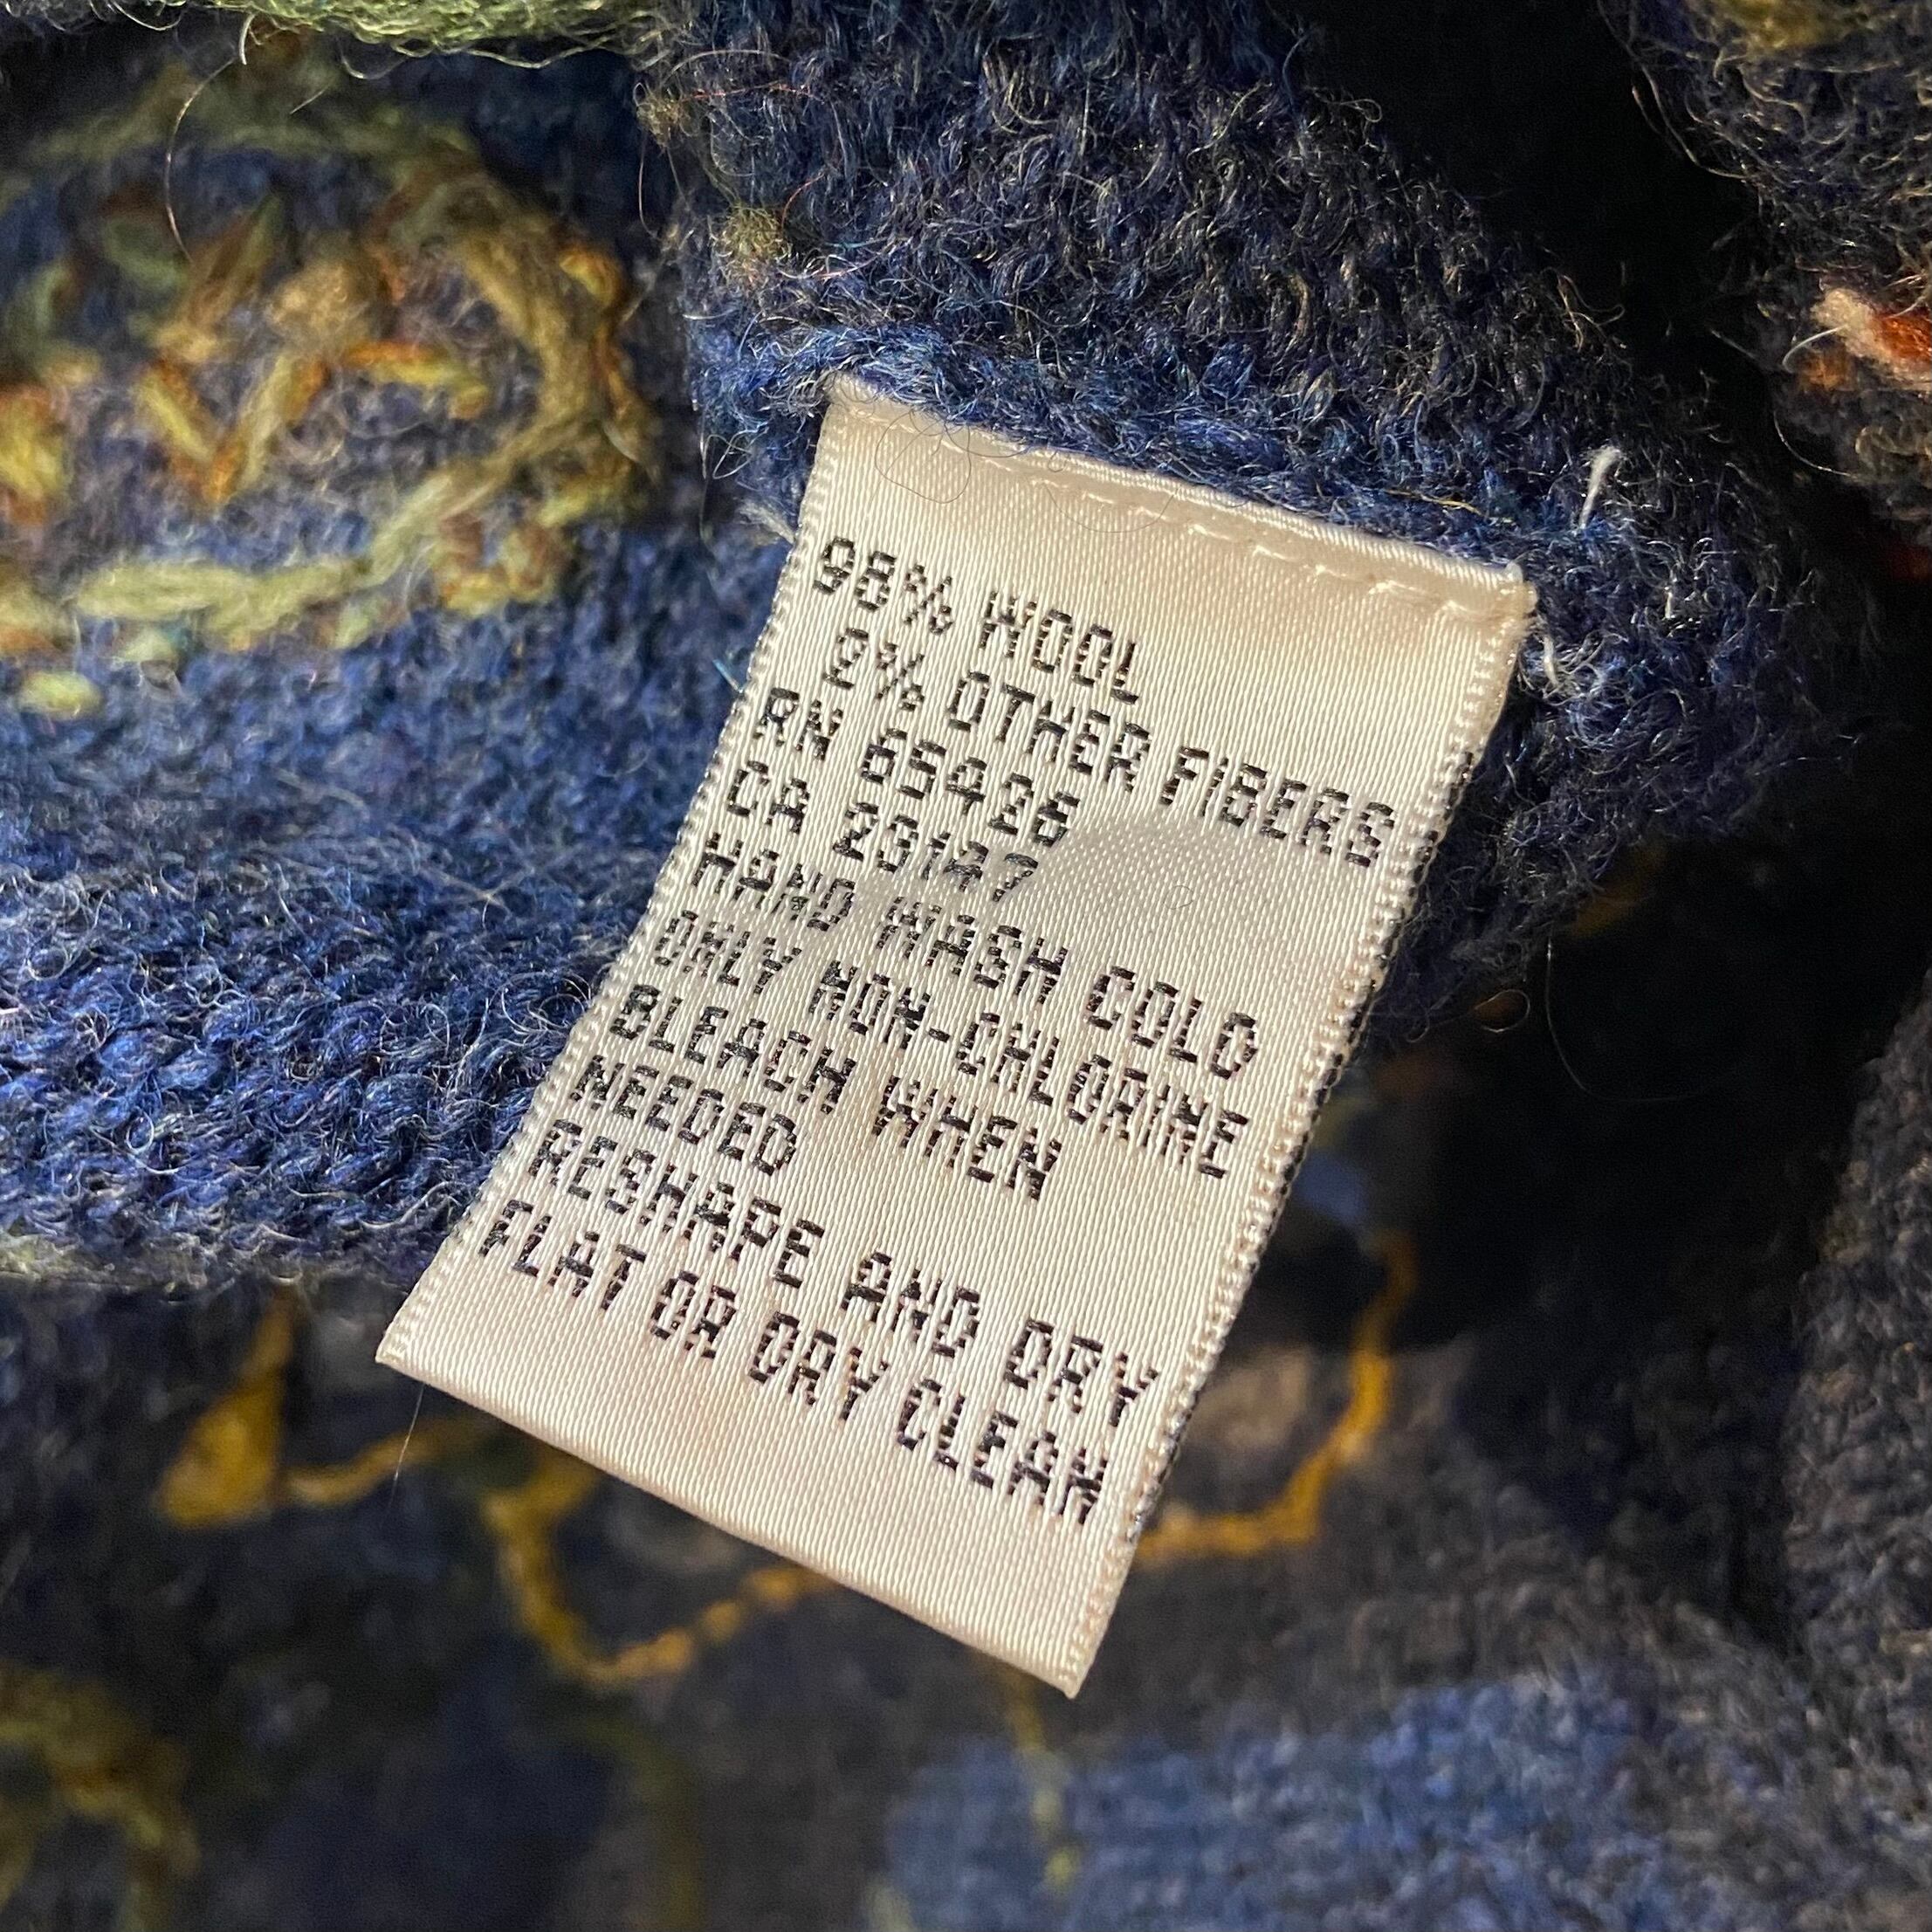 98% WOOL
2% OTHER FIBERS
RN 65426
CA 23147
HAND WASH COLD
ONLY NON-CHLORINE
BLEACH WHEN
NEEDED
RESHAPE AND DRY
FLAT OR DRY CLEAN